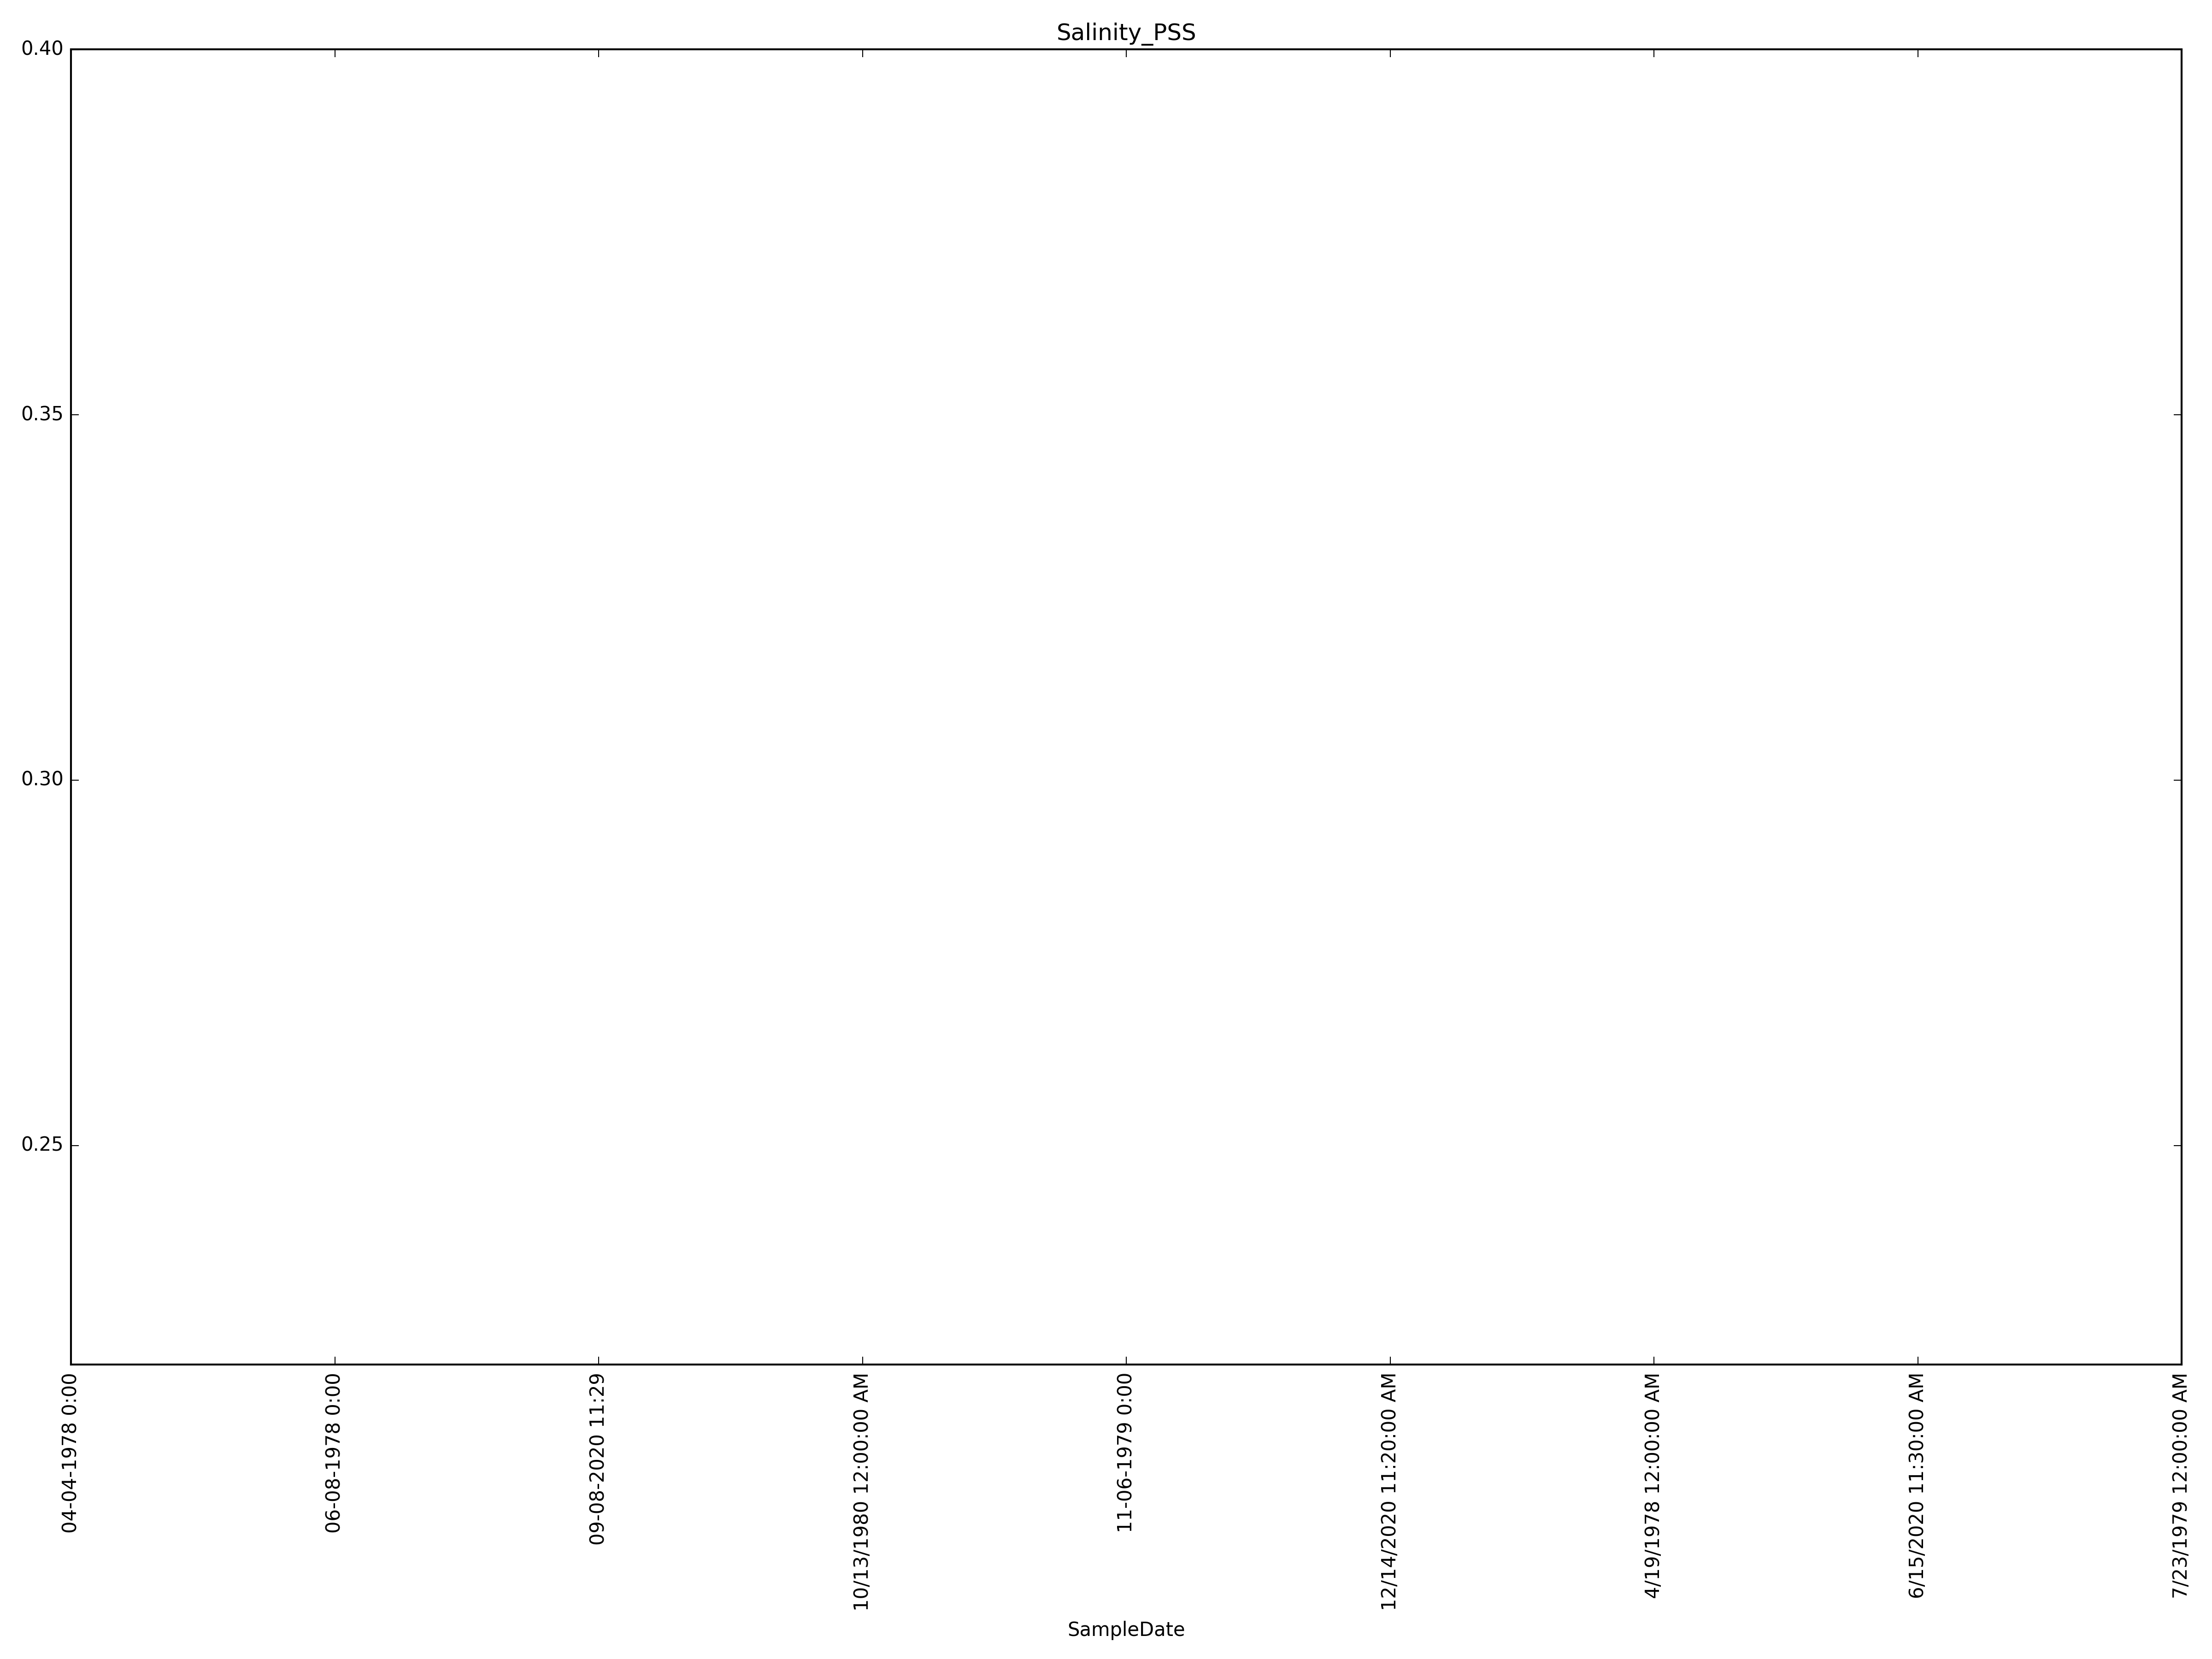 Salinity_PSS
0.40
0.35
0.30
0.25
04-04-1978 0:00
06-08-1978 0:00
09-08-2020 11:29
10/13/1980 12:00:00 AM
11-06-1979 0:00
12/14/2020 11:20:00 AM
4/19/1978 12:00:00 AM
6/15/2020 11:30:00 AM
7/23/1979 12:00:00 AM
SampleDate